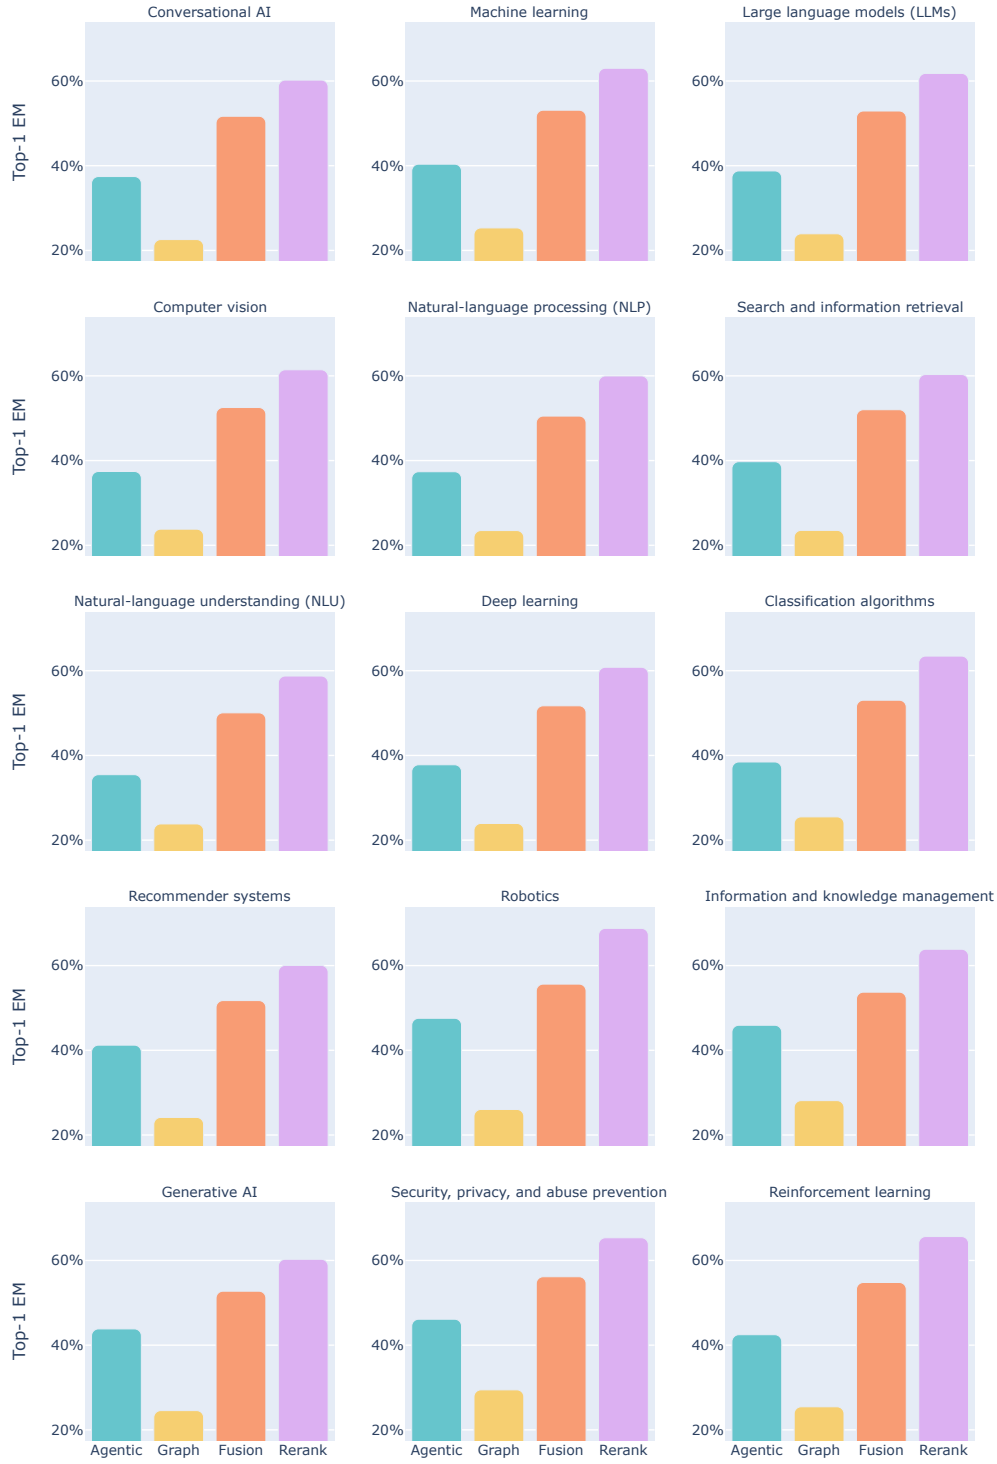 Conversational AI
Machine learning
Large language models (LLMs)
Top-1 EM
60%
40%
20%
60%
40%
20%
60%
40%
20%
Computer vision
Natural-language processing (NLP)
Search and information retrieval
Top-1 EM
60%
40%
20%
60%
40%
20%
60%
40%
20%
Natural-language understanding (NLU)
Deep learning
Classification algorithms
Top-1 EM
60%
40%
20%
60%
40%
20%
60%
40%
20%
Recommender systems
Robotics
Information and knowledge management
Top-1 EM
60%
40%
20%
60%
40%
20%
60%
40%
20%
Generative AI
Security, privacy, and abuse prevention
Reinforcement learning
Top-1 EM
60%
40%
20%
60%
40%
20%
60%
40%
20%
Agentic Graph Fusion Rerank
Agentic Graph Fusion Rerank
Agentic Graph Fusion Rerank